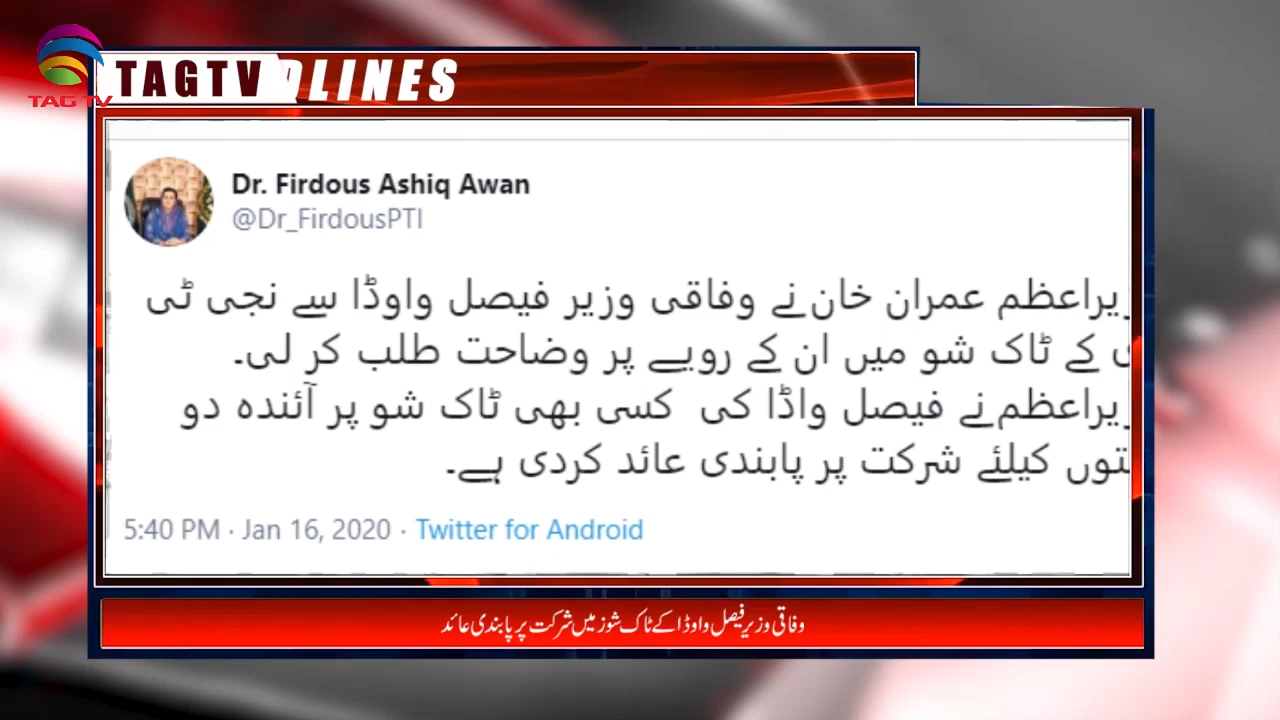 TAG TV
TAGTV DLINES
Dr. Firdous Ashiq Awan
@Dr_FirdousPTI
یراعظم عمران خان نے وفاقی وزیر فیصل واوڈا سے نجی ٹی
کے ٹاک شو میں ان کے رویے پر وضاحت طلب کر لی۔
یراعظم نے فیصل واڈا کی کسی بھی ٹاک شو پر آئندہ دو
توں کیلئے شرکت پر پابندی عائد کردی ہے۔
5:40 PM · Jan 16, 2020 · Twitter for Android
وفاقی وزیر فیصل واوڈا کے ٹاک شوز میں شرکت پر پابندی عائد